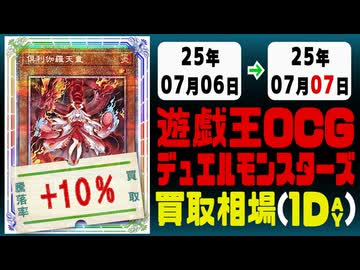 倶利伽羅天童
炎
騰落率
+10%
買取
25年
07月06日
25年
07月07日
遊戯王OCG
デュエルモンスターズ
買取相場(1D)